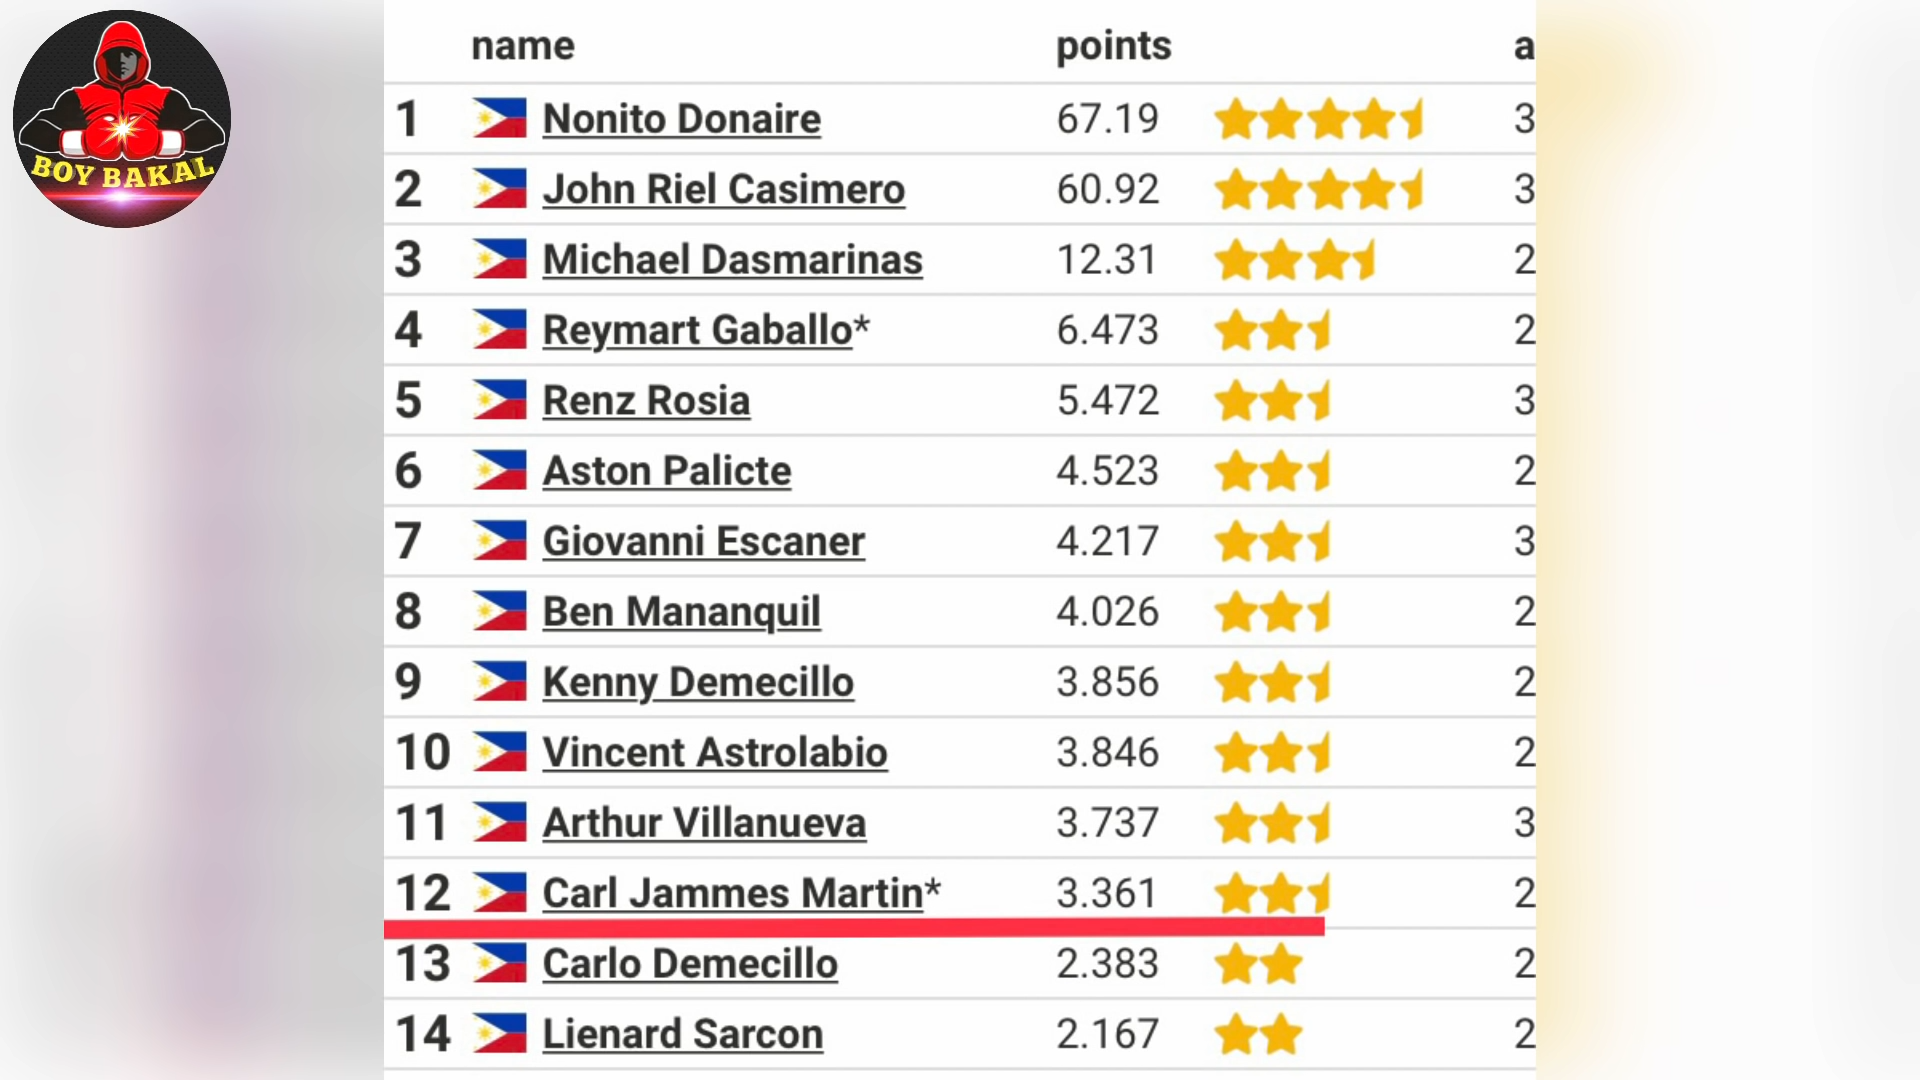 BOY BAKAL
name points a
1 Nonito Donaire 67.19 3
2 John Riel Casimero 60.92 3
3 Michael Dasmarinas 12.31 2
4 Reymart Gaballo* 6.473 2
5 Renz Rosia 5.472 3
6 Aston Palicte 4.523 2
7 Giovanni Escaner 4.217 3
8 Ben Mananquil 4.026 2
9 Kenny Demecillo 3.856 2
10 Vincent Astrolabio 3.846 2
11 Arthur Villanueva 3.737 3
12 Carl Jammes Martin* 3.361 2
13 Carlo Demecillo 2.383 2
14 Lienard Sarcon 2.167 2